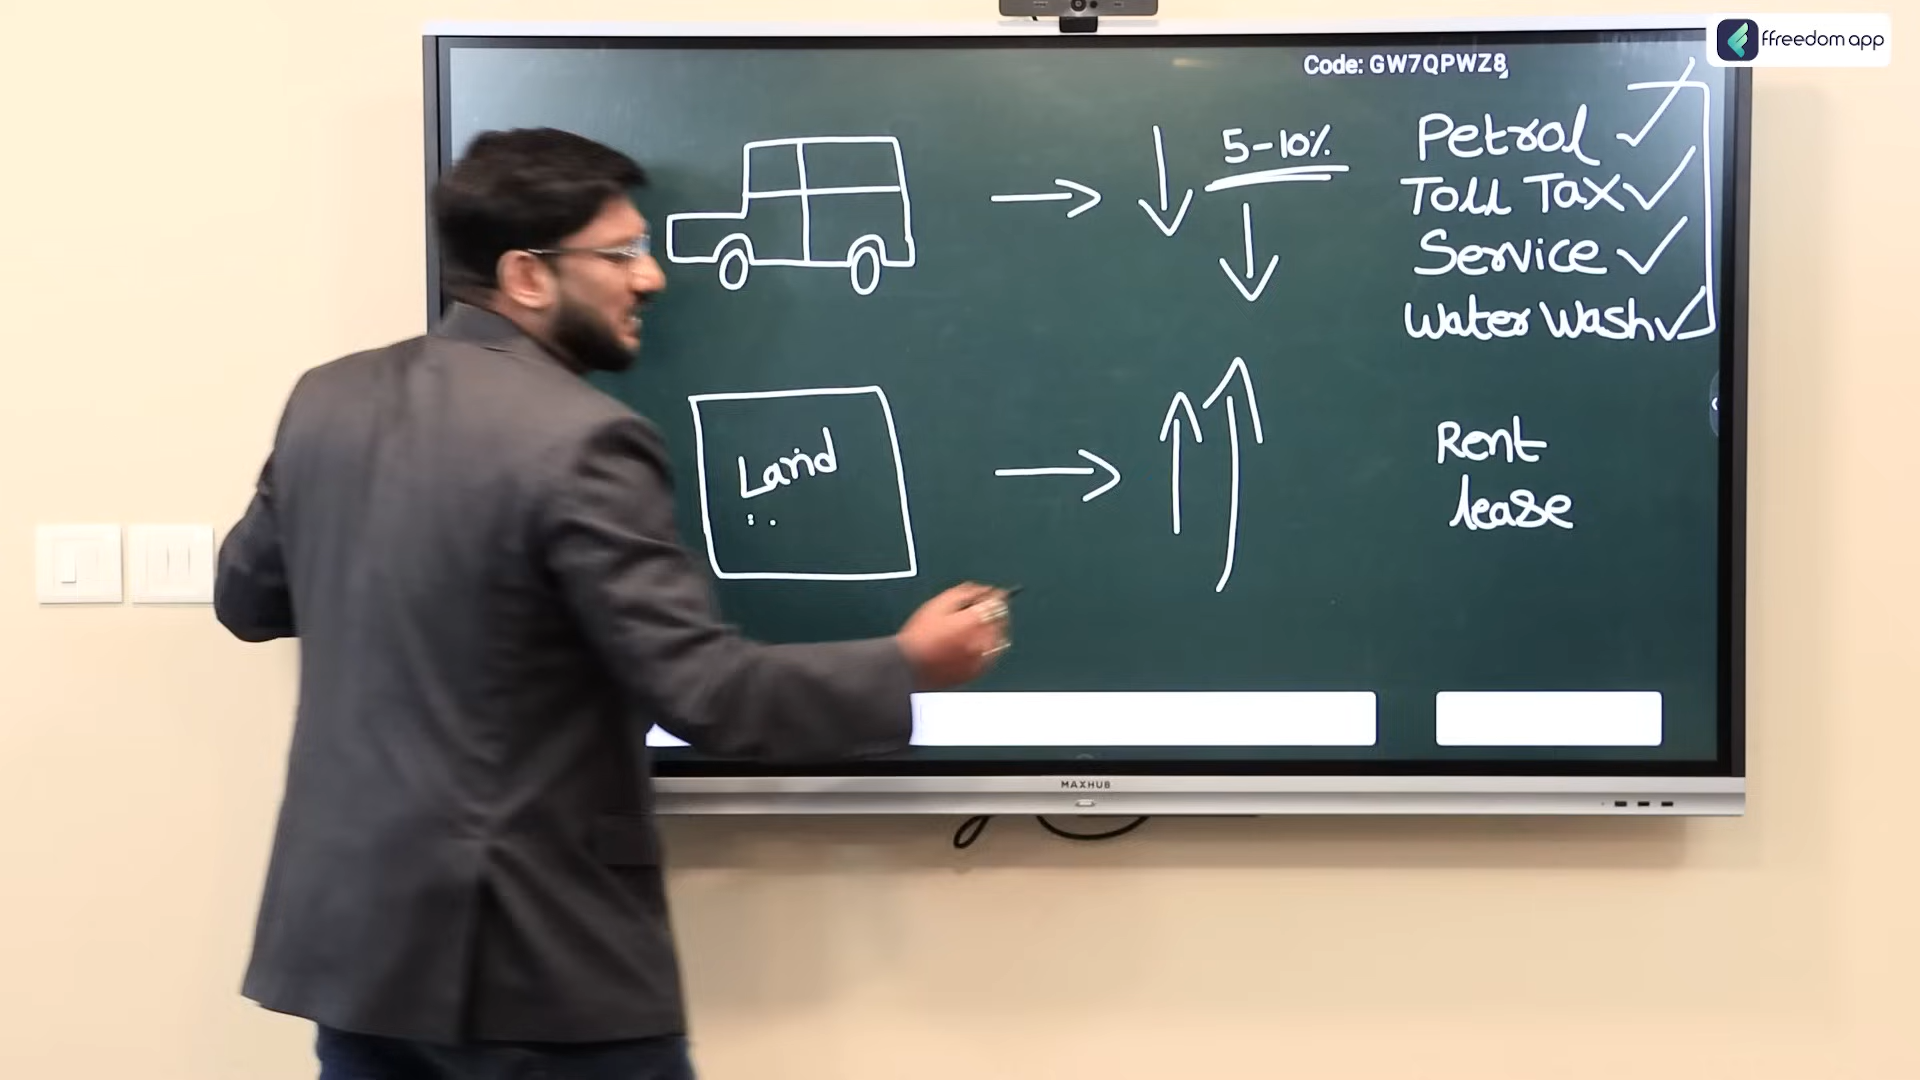 ffreedom app
Code: GW7QPWZ8
5-10%
Petrol
Toll Tax
Service
Water Wash
Land
Rent
lease
MAXHUB